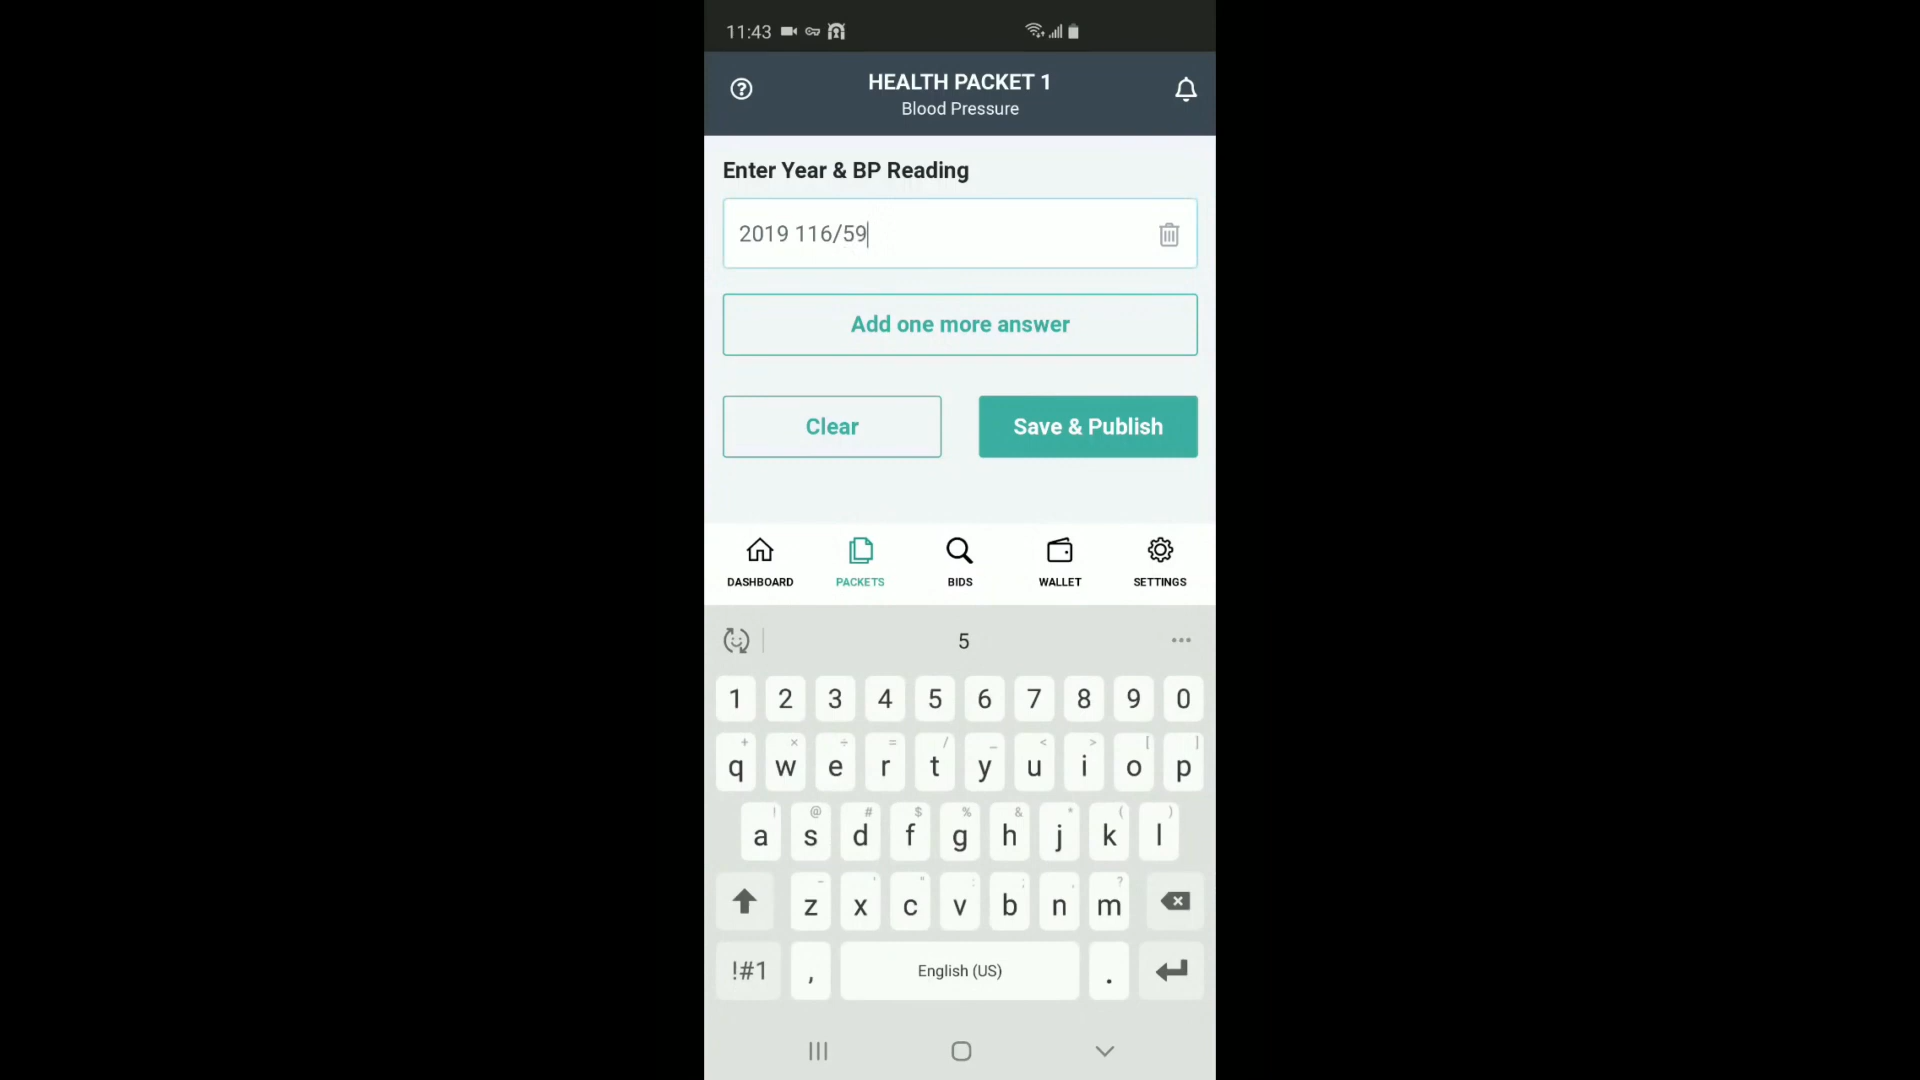 11:43
HEALTH PACKET 1
Blood Pressure
Enter Year & BP Reading
2019 116/59
Add one more answer
Clear Save & Publish
DASHBOARD PACKETS BIDS WALLET SETTINGS
5
1 2 3 4 5 6 7 8 9 0
+ × ÷ = / _ < > [ ]
q w e r t y u i o p
! @ # $ % & * ( )
a s d f g h j k l
- ' " : ; , ?
z x c v b n m
!#1 , English (US) .